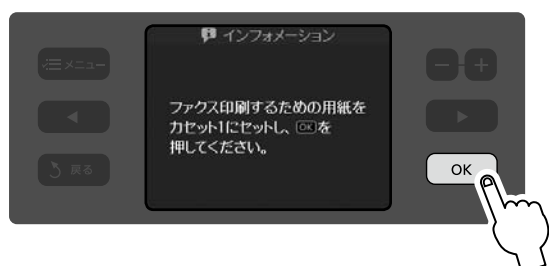 インフォメーション
メニュー
− +
ファクス印刷するための用紙を
カセット1にセットし、OKを
押してください。
戻る
OK